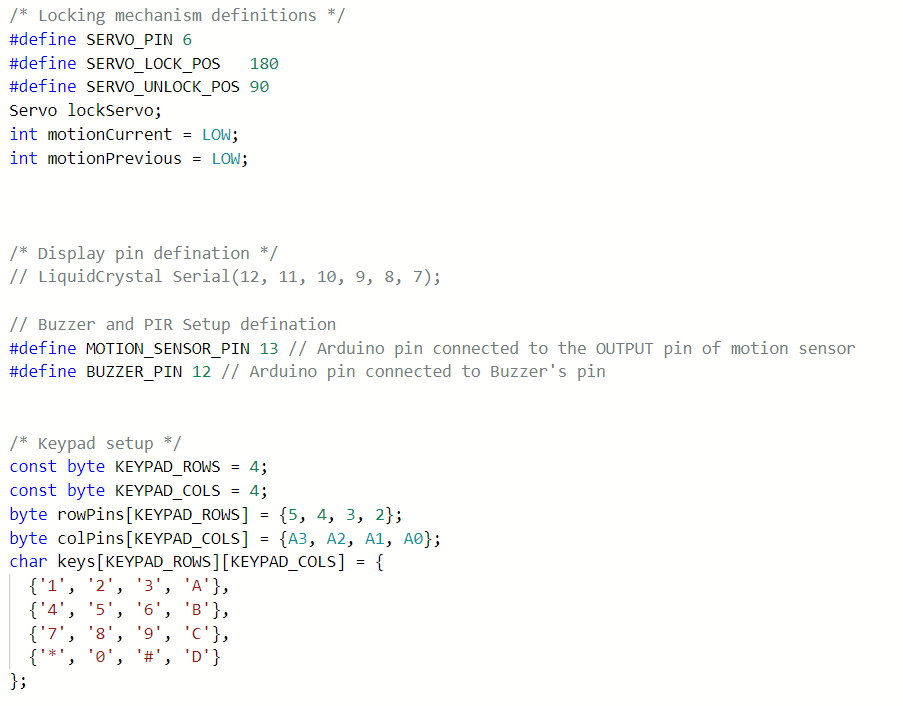 /* Locking mechanism definitions */
#define SERVO_PIN 6
#define SERVO_LOCK_POS   180
#define SERVO_UNLOCK_POS 90
Servo lockServo;
int motionCurrent = LOW;
int motionPrevious = LOW;
/* Display pin defination */
// LiquidCrystal Serial(12, 11, 10, 9, 8, 7);
// Buzzer and PIR Setup defination
#define MOTION_SENSOR_PIN 13 // Arduino pin connected to the OUTPUT pin of motion sensor
#define BUZZER_PIN 12 // Arduino pin connected to Buzzer's pin
/* Keypad setup */
const byte KEYPAD_ROWS = 4;
const byte KEYPAD_COLS = 4;
byte rowPins[KEYPAD_ROWS] = {5, 4, 3, 2};
byte colPins[KEYPAD_COLS] = {A3, A2, A1, A0};
char keys[KEYPAD_ROWS][KEYPAD_COLS] = {
  {'1', '2', '3', 'A'},
  {'4', '5', '6', 'B'},
  {'7', '8', '9', 'C'},
  {'*', '0', '#', 'D'}
};